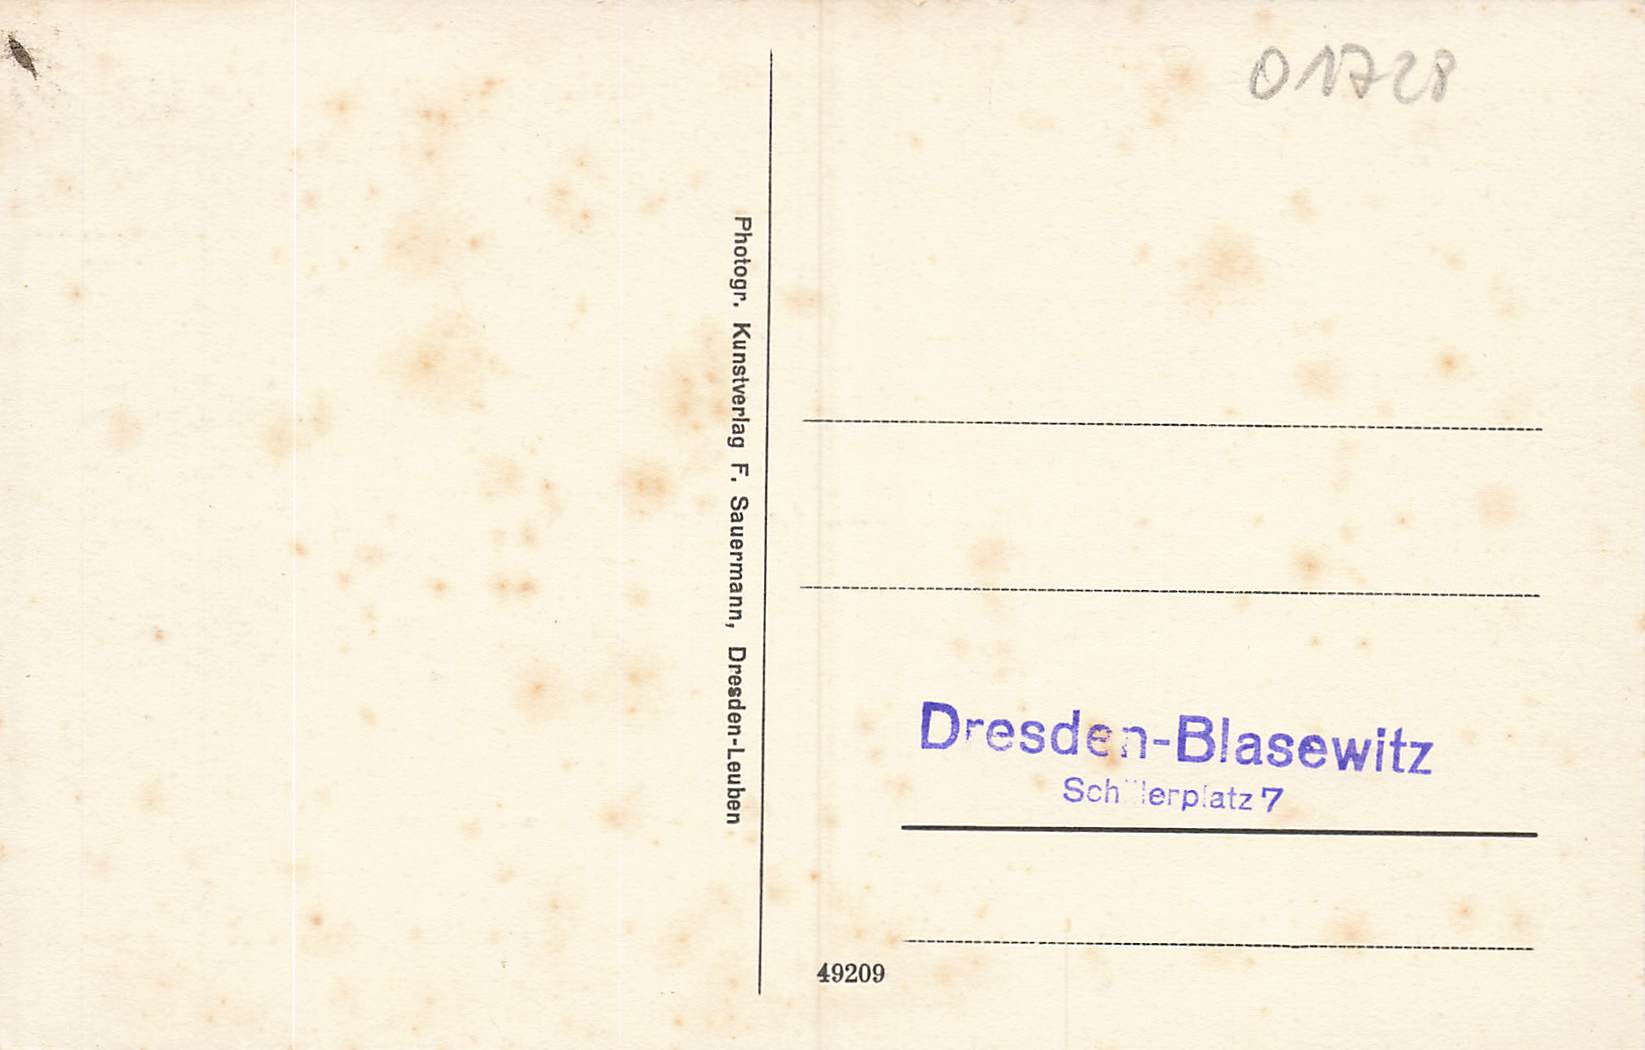 01728
Photogr. Kunstverlag F. Sauermann, Dresden-Leuben
Dresden-Blasewitz
Schillerplatz 7
49209